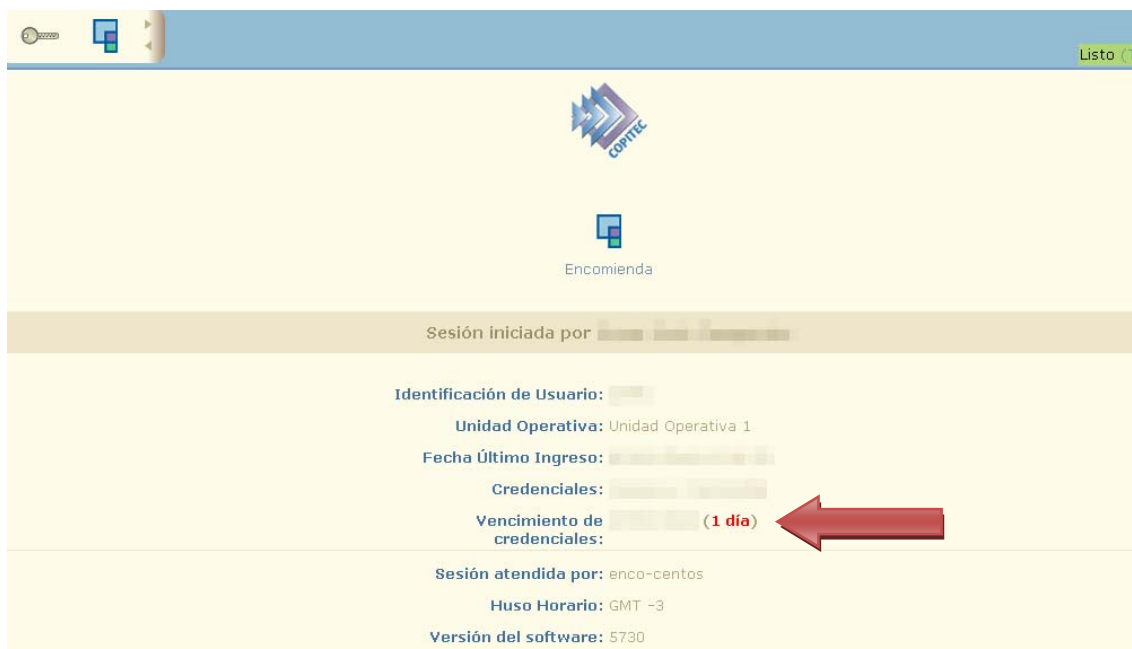 Listo (
COPITEC
Encomienda
Sesión iniciada por
Identificación de Usuario:
Unidad Operativa: Unidad Operativa 1
Fecha Último Ingreso:
Credenciales:
Vencimiento de credenciales: (1 día)
Sesión atendida por: enco-centos
Huso Horario: GMT -3
Versión del software: 5730